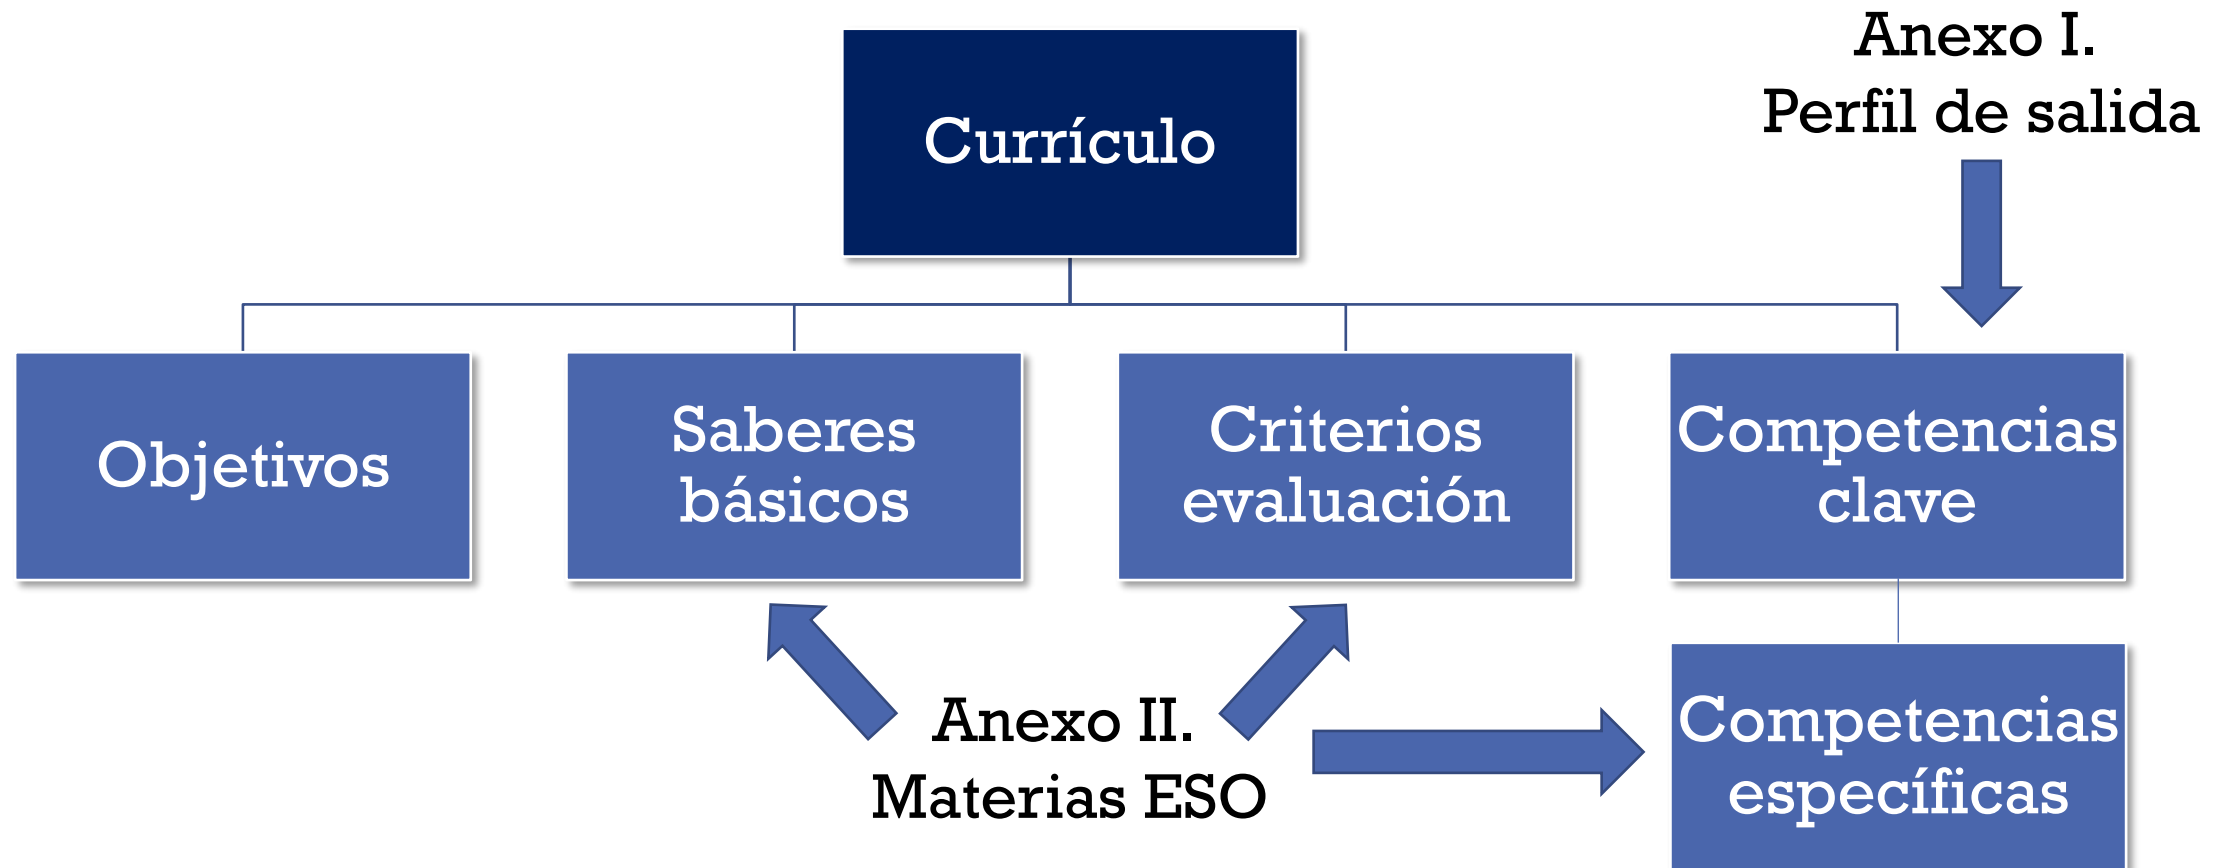 Anexo I.
Perfil de salida
Currículo
Objetivos
Saberes
básicos
Criterios
evaluación
Competencias
clave
Anexo II.
Materias ESO
Competencias
específicas